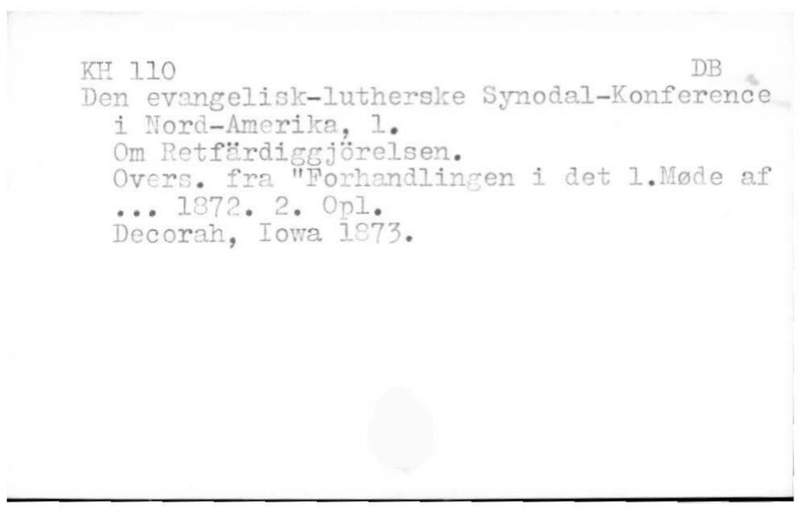 KH 110 DB
Den evangelisk-lutherske Synodal-Konference
i Nord-Amerika, 1.
Om Retfärdiggjörelsen.
Overs. fra "Forhandlingen i det 1.Møde af
... 1872. 2. Opl.
Decorah, Iowa 1873.